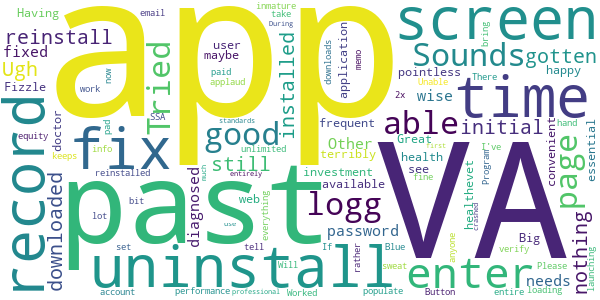 app
past
VA
screen
time
record
fix
uninstall
enter
logg
page
good
able
Sounds
Tried
still
nothing
initial
installed
gotten
reinstall
downloaded
diagnosed
password
Other
wise
needs
Big
fixed
Ugh
Fizzle
Having
email
immature
take
During
user
maybe
application
downloads
memo
bring
pointless
Unable
happy
There
work
now
paid
applaud
SSA
doctor
pad
2x
frequent
Great
hand
convenient
essential
equity
keeps
info
reinstalled
standards
unlimited
terribly
health
I've
first
Program
crashed
lot
bit
much
entirely
everything
web
investment
available
see
fine
healthevet
use
set
tell
If
Blue
rather
anyone
verify
Please
launching
account
performance
Will
Worked
professional
sweat
populate
Button
entire
loading